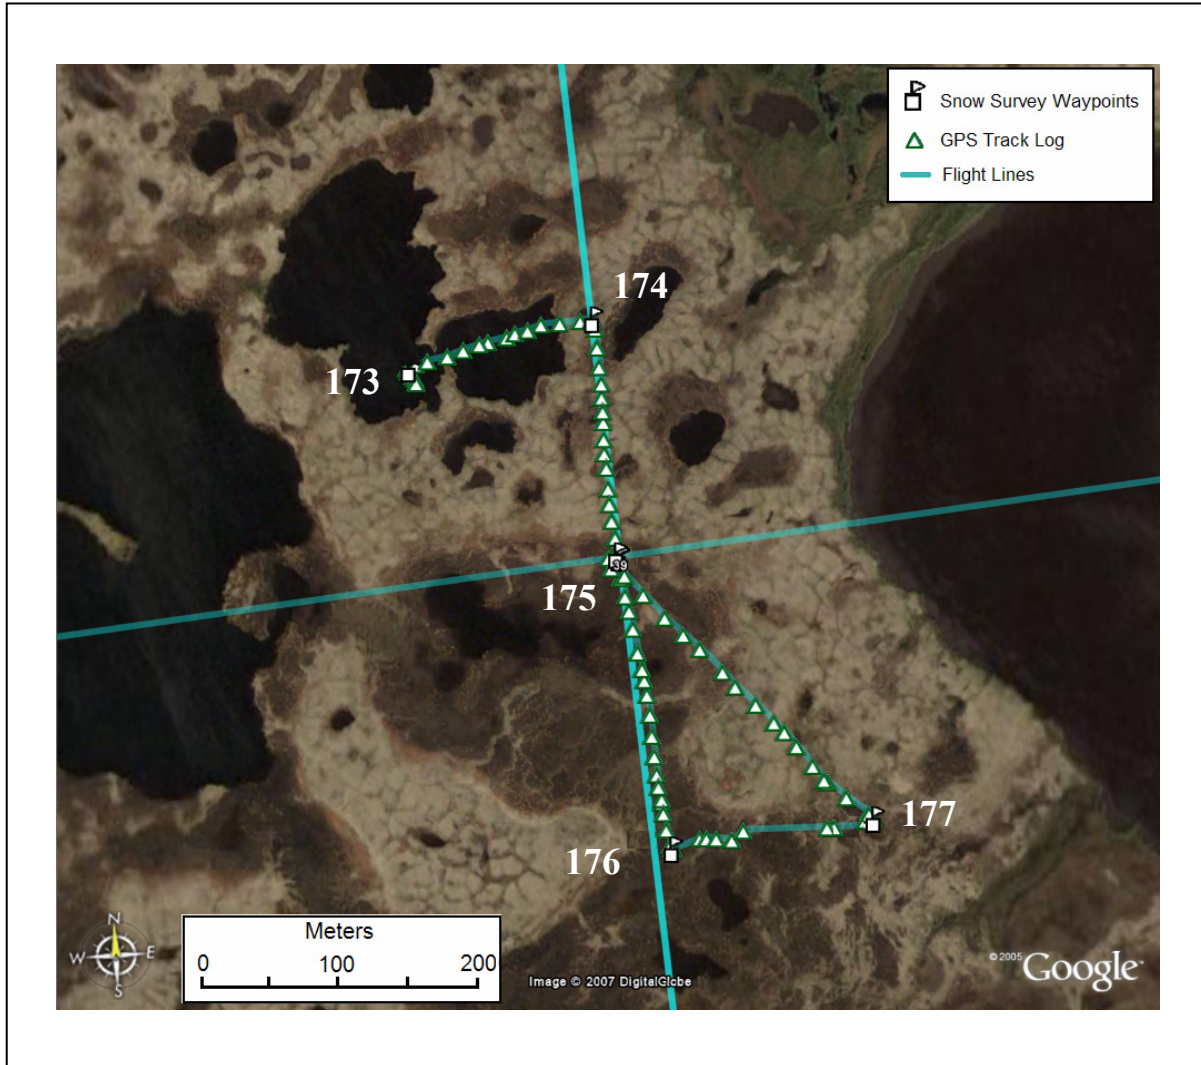 Snow Survey Waypoints
GPS Track Log
Flight Lines
174
173
39
175
177
176
N
W E
S
Meters
0 100 200
Image © 2007 DigitalGlobe
© 2005 Google™